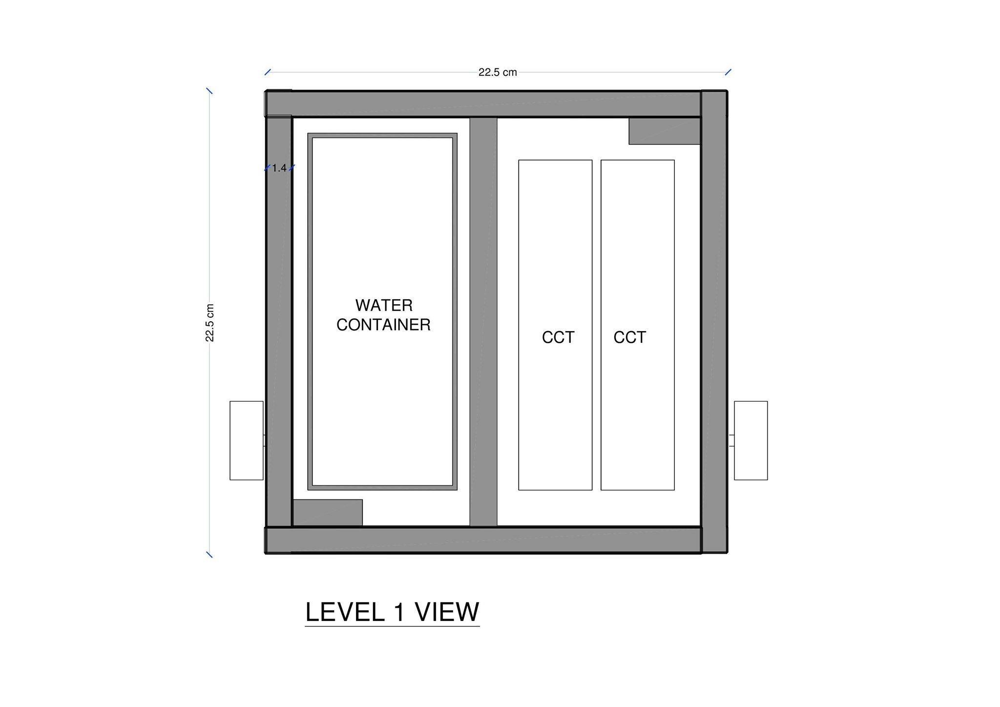 22.5 cm
1.4
22.5 cm
WATER
CONTAINER
CCT
CCT
LEVEL 1 VIEW